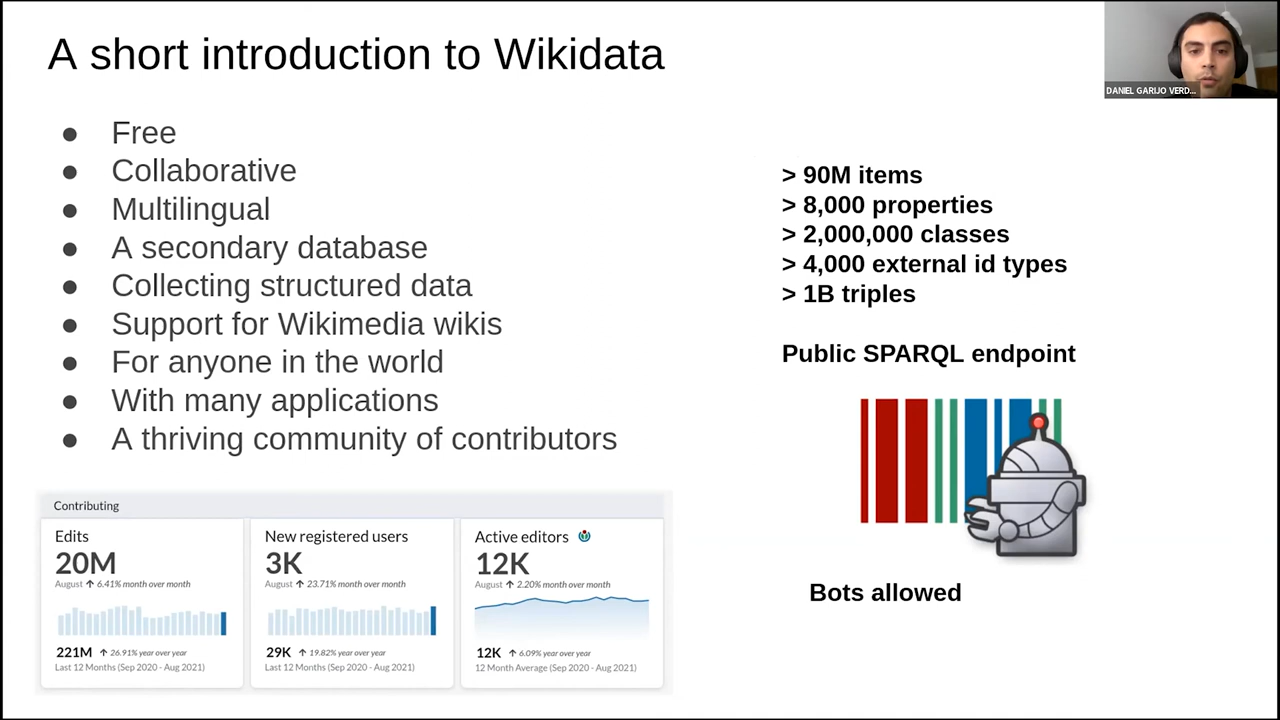 A short introduction to Wikidata
DANIEL GARIJO VERD...
● Free
● Collaborative
● Multilingual
● A secondary database
● Collecting structured data
● Support for Wikimedia wikis
● For anyone in the world
● With many applications
● A thriving community of contributors
> 90M items
> 8,000 properties
> 2,000,000 classes
> 4,000 external id types
> 1B triples
Public SPARQL endpoint
Bots allowed
Contributing
Edits
20M
August ↑ 6.41% month over month
221M ↑ 26.91% year over year
Last 12 Months (Sep 2020 - Aug 2021)
New registered users
3K
August ↑ 23.71% month over month
29K ↑ 19.82% year over year
Last 12 Months (Sep 2020 - Aug 2021)
Active editors
12K
August ↑ 2.20% month over month
12K ↑ 6.09% year over year
12 Month Average (Sep 2020 - Aug 2021)